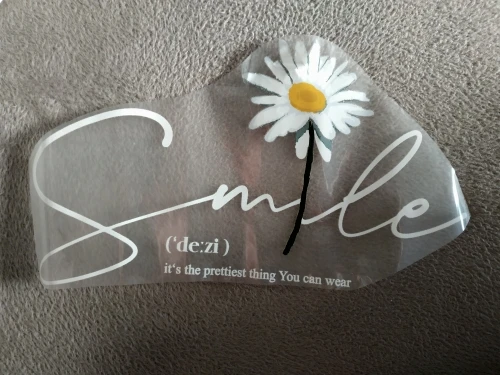 Smile
('de:zi)
it's the prettiest thing You can wear